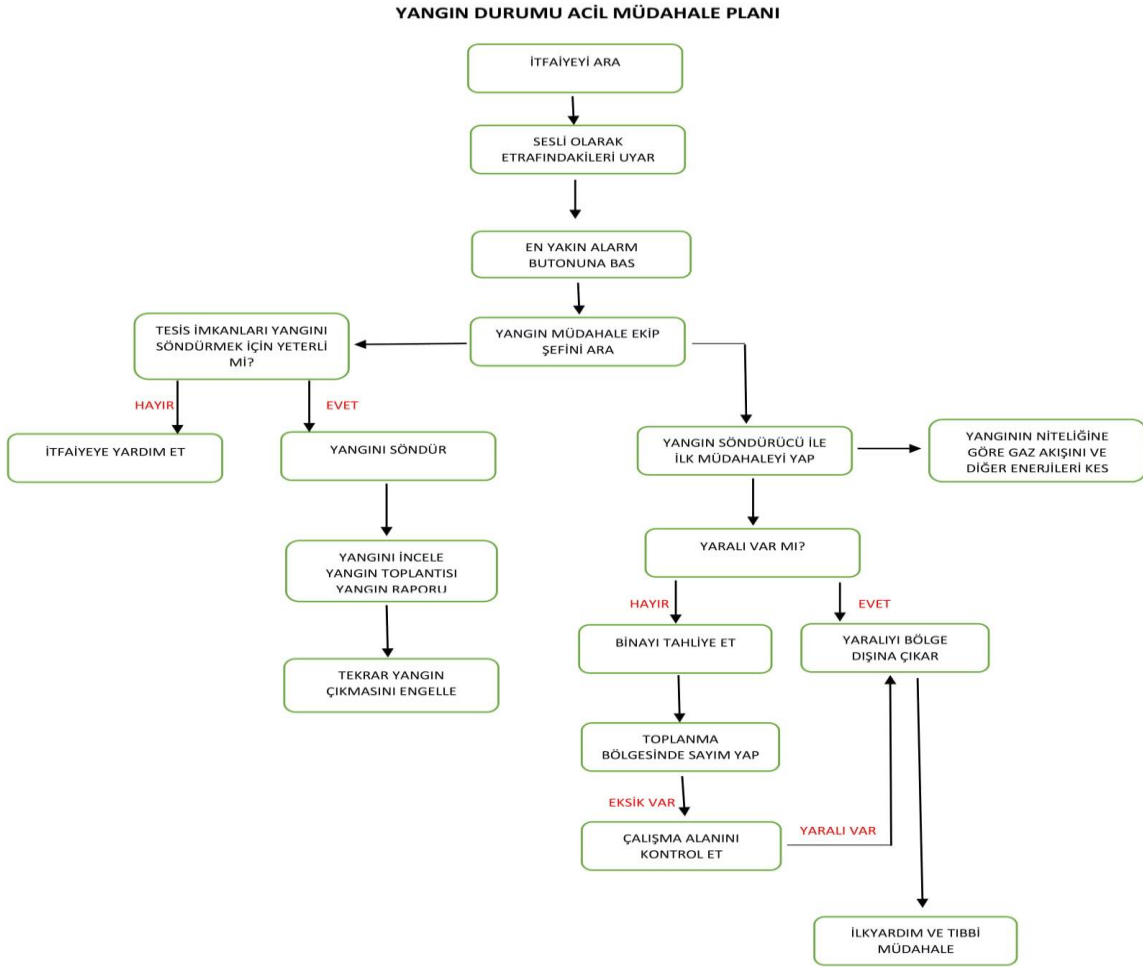 YANGIN DURUMU ACİL MÜDAHALE PLANI
İTFAİYEYİ ARA
SESLİ OLARAK
ETRAFINDAKİLERİ UYAR
EN YAKIN ALARM
BUTONUNA BAS
TESİS İMKANLARI YANGINI
SÖNDÜRMEK İÇİN YETERLİ
Mİ?
YANGIN MÜDAHALE EKİP
ŞEFİNİ ARA
HAYIR
EVET
İTFAİYEYE YARDIM ET
YANGINI SÖNDÜR
YANGIN SÖNDÜRÜCÜ İLE
İLK MÜDAHALEYİ YAP
YANGININ NİTELİĞİNE
GÖRE GAZ AKIŞINI VE
DİĞER ENERJİLERİ KES
YANGINI İNCELE
YANGIN TOPLANTISI
YANGIN RAPORU
YARALI VAR MI?
HAYIR
EVET
TEKRAR YANGIN
ÇIKMASINI ENGELLE
BİNAYI TAHLİYE ET
YARALIYI BÖLGE
DIŞINA ÇIKAR
TOPLANMA
BÖLGESİNDE SAYIM YAP
EKSİK VAR
ÇALIŞMA ALANINI
KONTROL ET
YARALI VAR
İLKYARDIM VE TIBBİ
MÜDAHALE